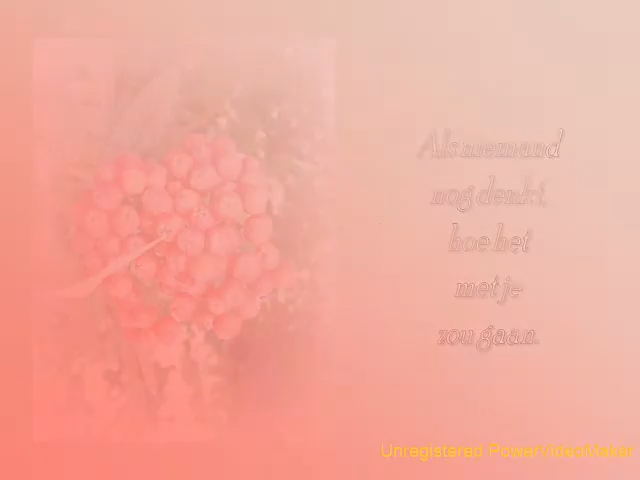 Als niemand
nog denkt,
hoe het
met je
zou gaan.
Unregistered PowerVideoMaker